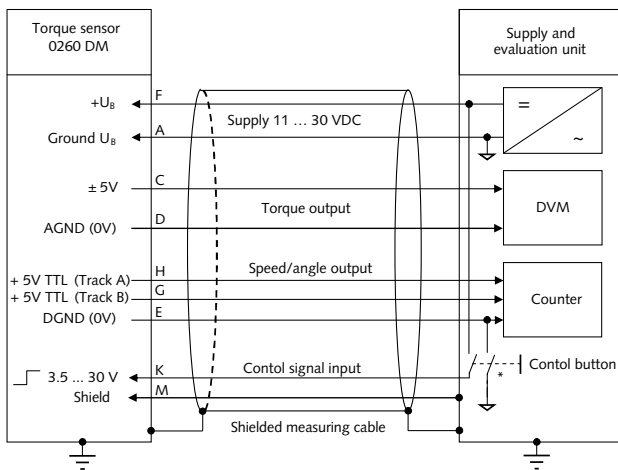 Torque sensor
0260 DM
Supply and
evaluation unit
+U_B
F
Supply 11 ... 30 VDC
=
~
Ground U_B
A
± 5V
C
Torque output
DVM
AGND (0V)
D
Speed/angle output
+ 5V TTL (Track A)
H
+ 5V TTL (Track B)
G
Counter
DGND (0V)
E
3.5 ... 30 V
K
Contol signal input
*
Contol button
Shield
M
Shielded measuring cable